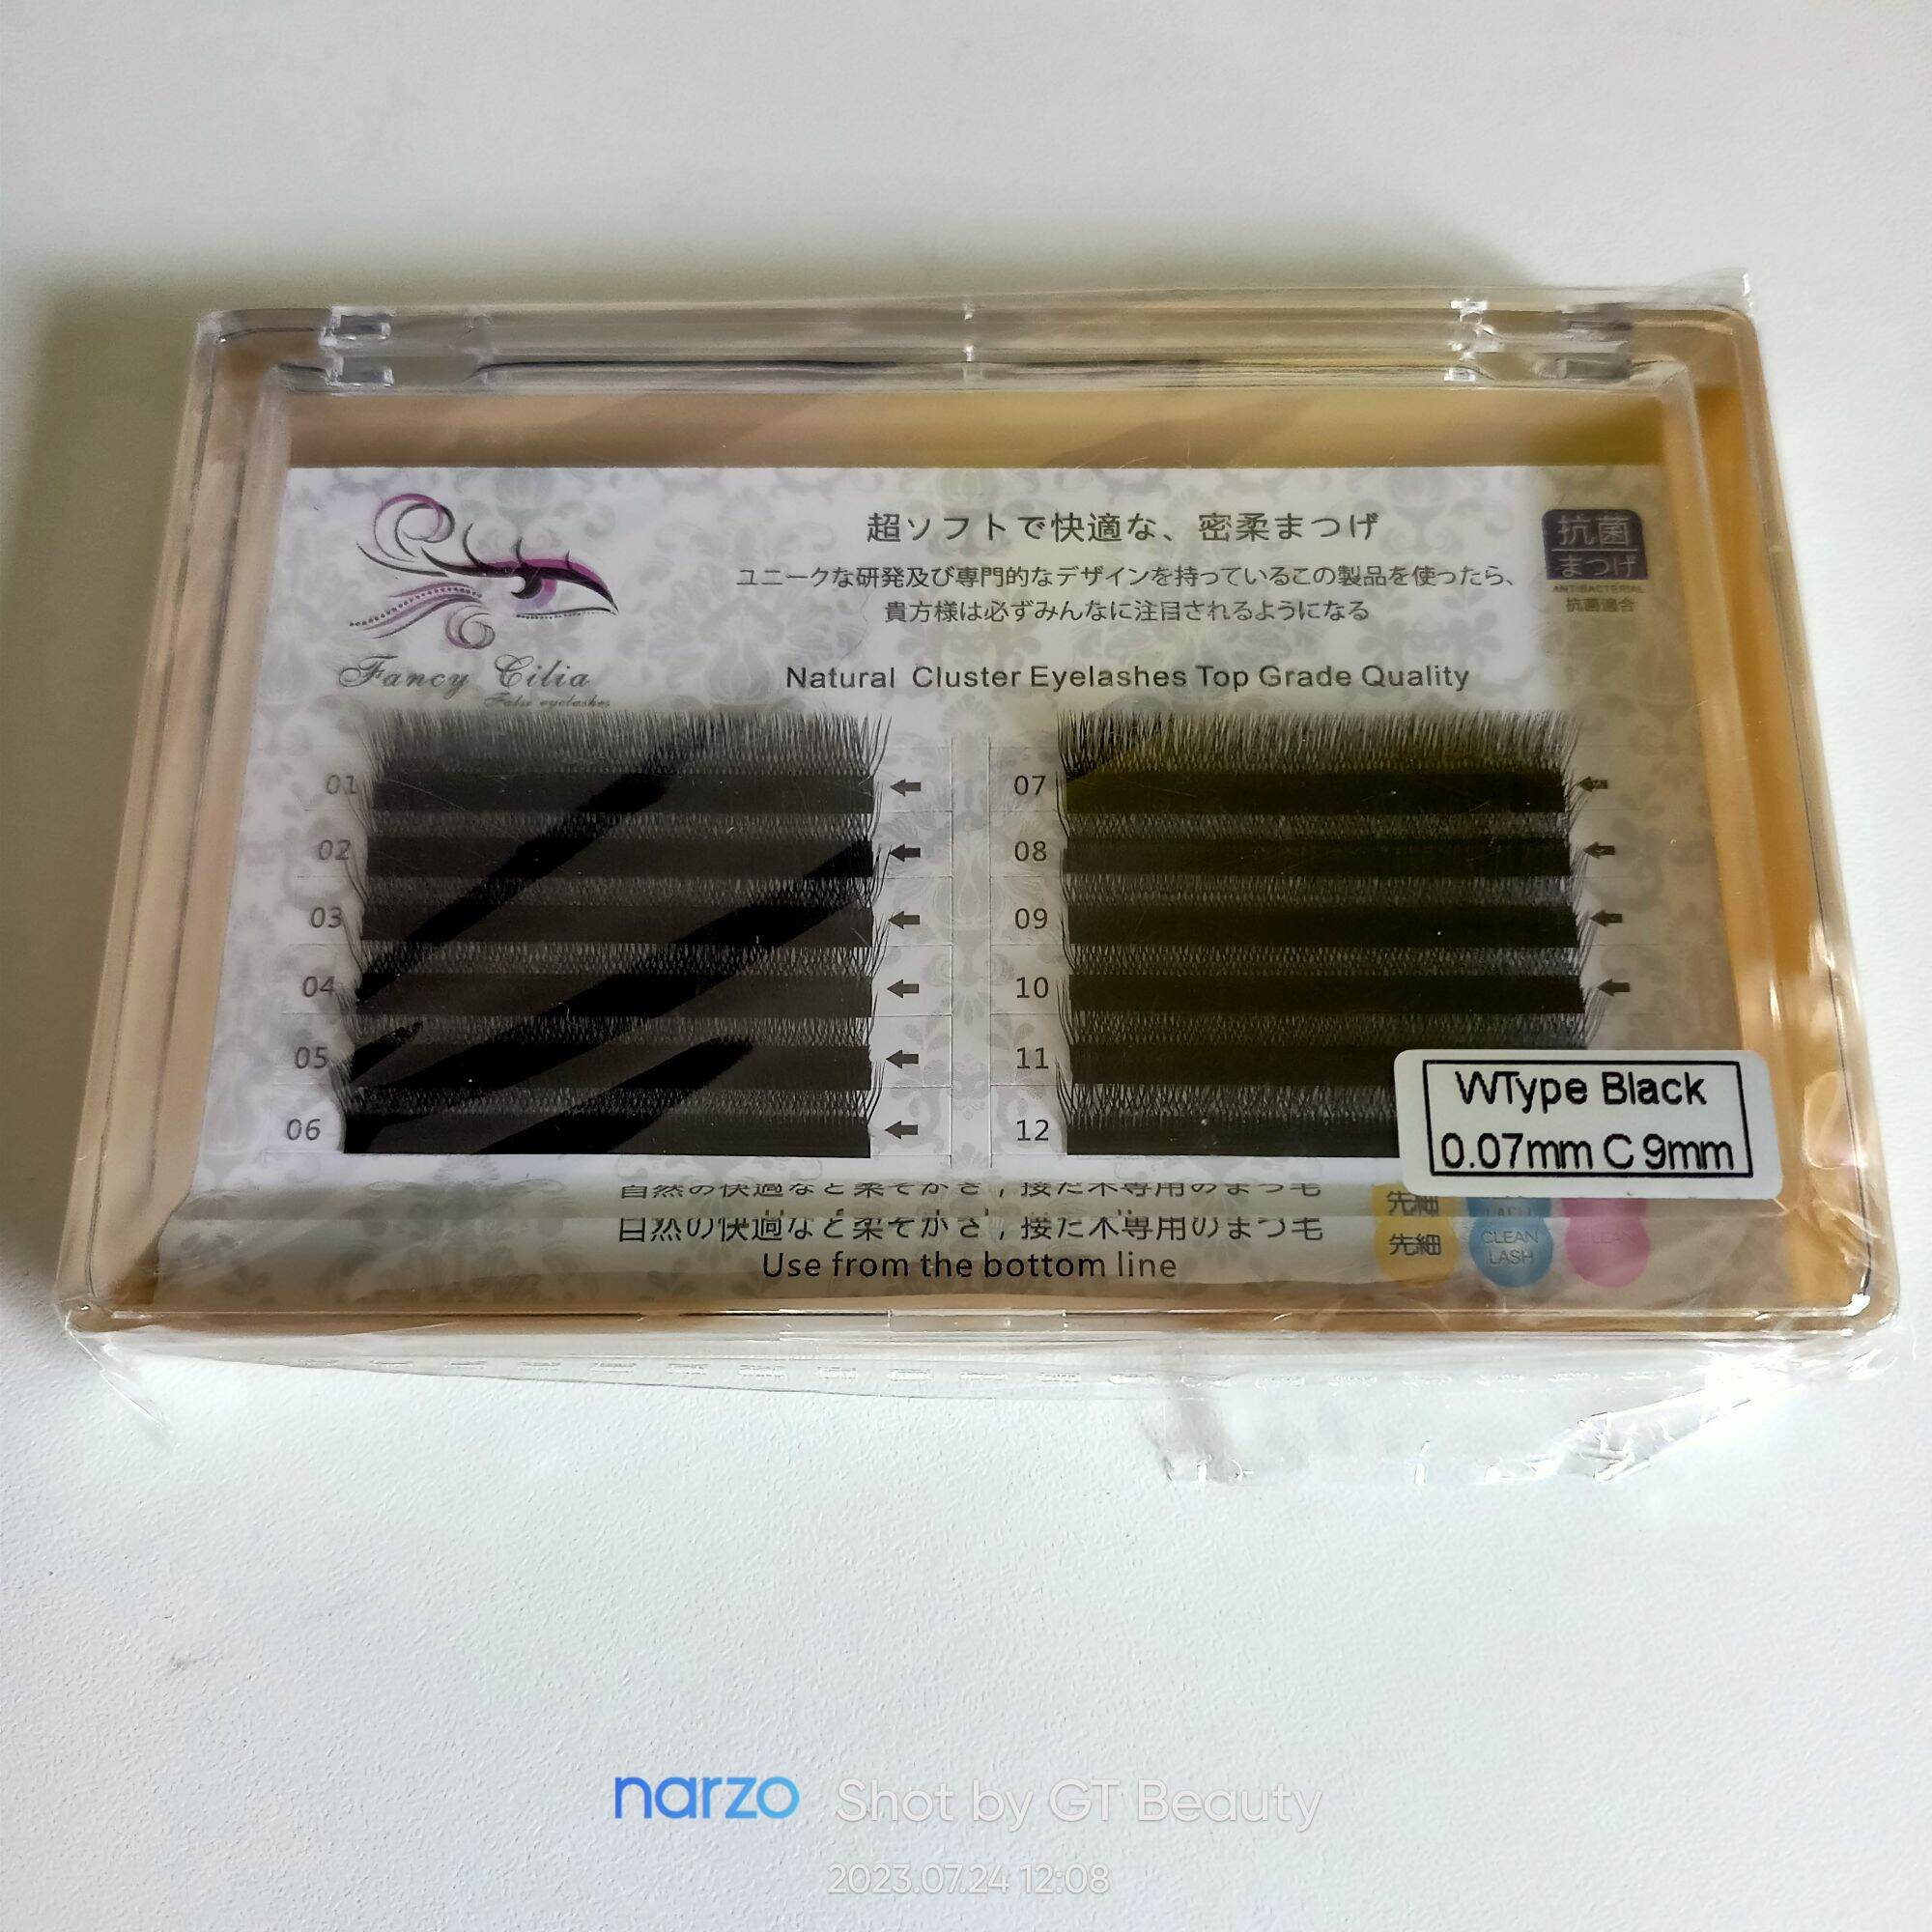 超ソフトで快適な、密柔まつげ
ユニークな研発及び専門的なデザインを持っているこの製品を使ったら、
貴方様は必ずみんなに注目されるようになる
抗菌
まつげ
ANTIBACTERIAL
抗菌適合
Fancy Cilia
False eyelashes
Natural Cluster Eyelashes Top Grade Quality
01
02
03
04
05
06
07
08
09
10
11
12
WType Black
0.07mm C 9mm
自然の快適なと柔そかさ,接だ木専用のまつ毛
先細
CLEAN
LASH
Use from the bottom line
narzo Shot by GT Beauty
2023.07.24 12:08